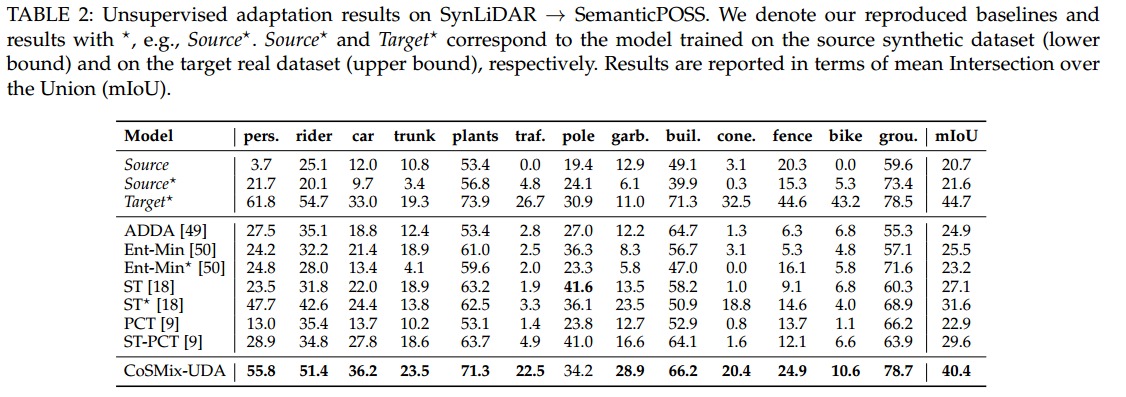 TABLE 2: Unsupervised adaptation results on SynLiDAR → SemanticPOSS. We denote our reproduced baselines and
results with *, e.g., Source*. Source* and Target* correspond to the model trained on the source synthetic dataset (lower
bound) and on the target real dataset (upper bound), respectively. Results are reported in terms of mean Intersection over
the Union (mIoU).
Model pers. rider car trunk plants traf. pole garb. buil. cone. fence bike grou. mIoU
Source 3.7 25.1 12.0 10.8 53.4 0.0 19.4 12.9 49.1 3.1 20.3 0.0 59.6 20.7
Source* 21.7 20.1 9.7 3.4 56.8 4.8 24.1 6.1 39.9 0.3 15.3 5.3 73.4 21.6
Target* 61.8 54.7 33.0 19.3 73.9 26.7 30.9 11.0 71.3 32.5 44.6 43.2 78.5 44.7
ADDA [49] 27.5 35.1 18.8 12.4 53.4 2.8 27.0 12.2 64.7 1.3 6.3 6.8 55.3 24.9
Ent-Min [50] 24.2 32.2 21.4 18.9 61.0 2.5 36.3 8.3 56.7 3.1 5.3 4.8 57.1 25.5
Ent-Min* [50] 24.8 28.0 13.4 4.1 59.6 2.0 23.3 5.8 47.0 0.0 16.1 5.8 71.6 23.2
ST [18] 23.5 31.8 22.0 18.9 63.2 1.9 41.6 13.5 58.2 1.0 9.1 6.8 60.3 27.1
ST* [18] 47.7 42.6 24.4 13.8 62.5 3.3 36.1 23.5 50.9 18.8 14.6 4.0 68.9 31.6
PCT [9] 13.0 35.4 13.7 10.2 53.1 1.4 23.8 12.7 52.9 0.8 13.7 1.1 66.2 22.9
ST-PCT [9] 28.9 34.8 27.8 18.6 63.7 4.9 41.0 16.6 64.1 1.6 12.1 6.6 63.9 29.6
CoSMix-UDA 55.8 51.4 36.2 23.5 71.3 22.5 34.2 28.9 66.2 20.4 24.9 10.6 78.7 40.4